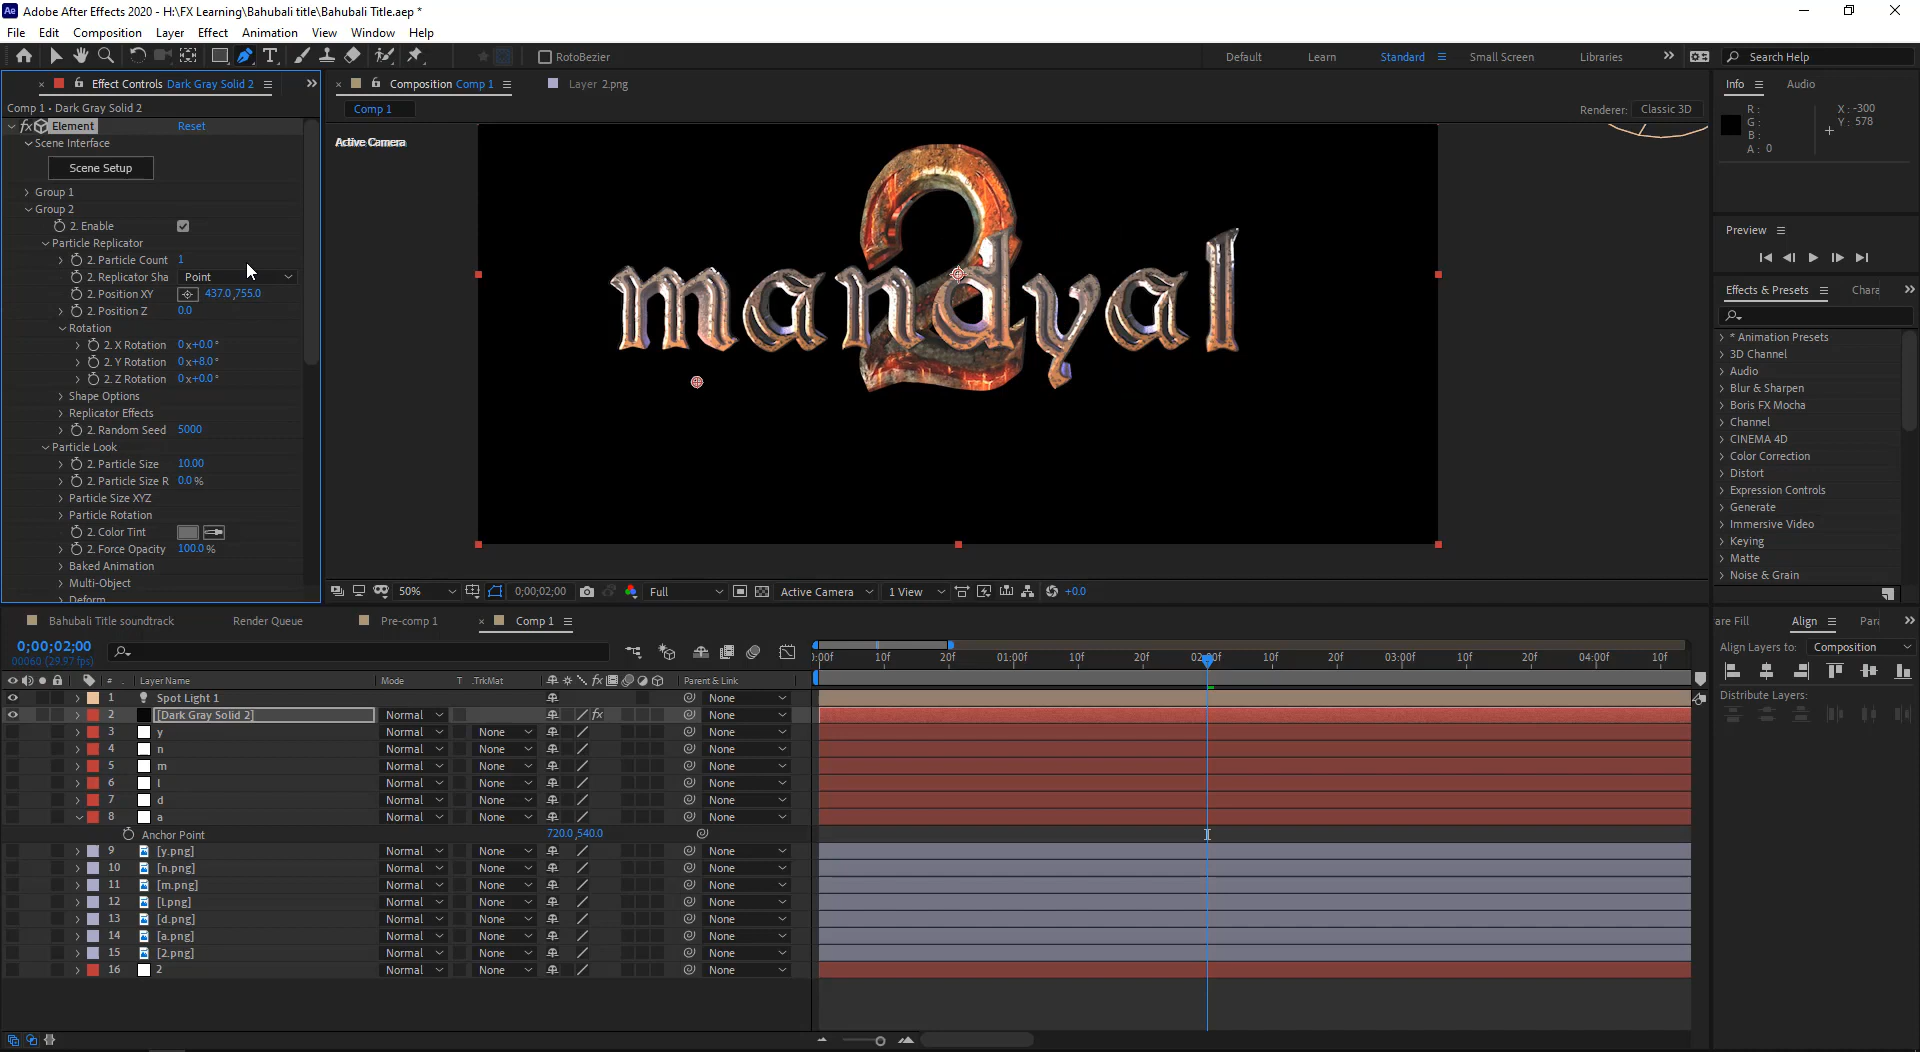 Adobe After Effects 2020 - H:\FX Learning\Bahubali title\Bahubali Title.aep *
File Edit Composition Layer Effect Animation View Window Help
RotoBezier Default Learn Standard Small Screen Libraries Search Help
Effect Controls Dark Gray Solid 2
Comp 1 • Dark Gray Solid 2
Element Reset
Scene Interface
Scene Setup
Group 1
Group 2
2. Enable
Particle Replicator
2. Particle Count 1
2. Replicator Sha Point
2. Position XY 437.0 ,755.0
2. Position Z 0.0
Rotation
2. X Rotation 0 x+0.0 °
2. Y Rotation 0 x+8.0 °
2. Z Rotation 0 x+0.0 °
Shape Options
Replicator Effects
2. Random Seed 5000
Particle Look
2. Particle Size 10.00
2. Particle Size R 0.0 %
Particle Size XYZ
Particle Rotation
2. Color Tint
2. Force Opacity 100.0 %
Baked Animation
Multi-Object
Deform
Composition Comp 1 Layer 2.png
Comp 1 Renderer: Classic 3D
Active Camera
2
mandyal
50% 0;00;02;00 Full Active Camera 1 View +0.0
Info Audio
R : X : -300
G : Y : 578
B :
A : 0
Preview
Effects & Presets Chara
* Animation Presets
3D Channel
Audio
Blur & Sharpen
Boris FX Mocha
Channel
CINEMA 4D
Color Correction
Distort
Expression Controls
Generate
Immersive Video
Keying
Matte
Noise & Grain
are Fill Align Para
Align Layers to: Composition
Distribute Layers:
Bahubali Title soundtrack Render Queue Pre-comp 1 Comp 1
0;00;02;00
00060 (29.97 fps)
):00f 10f 20f 01:00f 10f 20f 02:00f 10f 20f 03:00f 10f 20f 04:00f 10f
# Layer Name Mode T .TrkMat Parent & Link
1 Spot Light 1 None
2 [Dark Gray Solid 2] Normal None
3 y Normal None None
4 n Normal None None
5 m Normal None None
6 l Normal None None
7 d Normal None None
8 a Normal None None
Anchor Point 720.0 ,540.0
9 [y.png] Normal None None
10 [n.png] Normal None None
11 [m.png] Normal None None
12 [l.png] Normal None None
13 [d.png] Normal None None
14 [a.png] Normal None None
15 [2.png] Normal None None
16 2 Normal None None